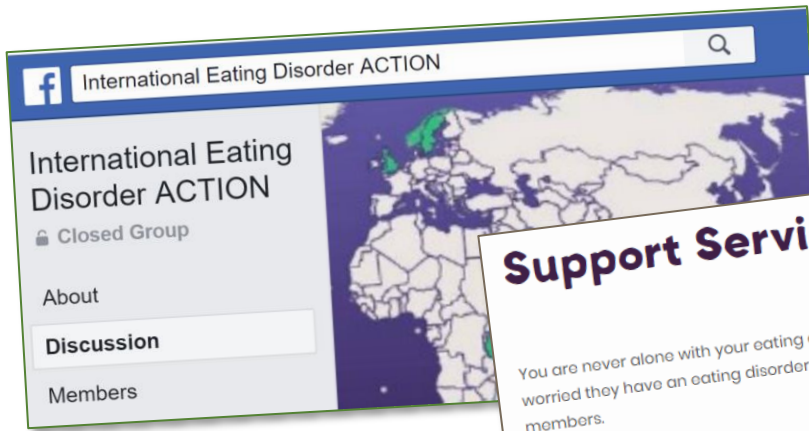 International Eating Disorder ACTION
International Eating
Disorder ACTION
Closed Group
About
Discussion
Members
Support
You are never alone with your eating
worried they have an eating disorder
members.